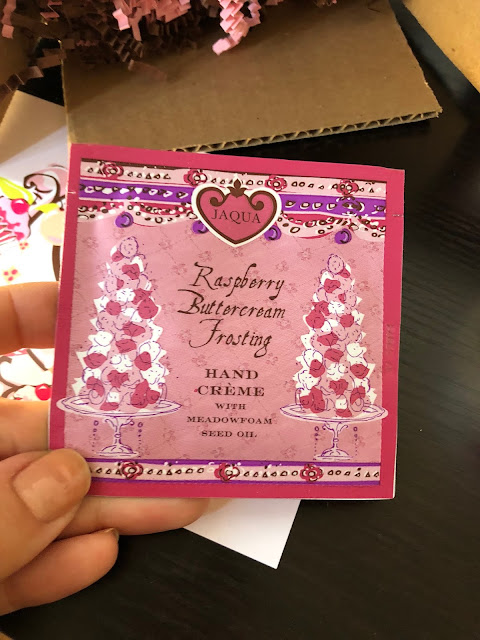 JAQUA
Raspberry
Buttercream
Frosting
HAND
CRÈME
WITH
MEADOWFOAM
SEED OIL